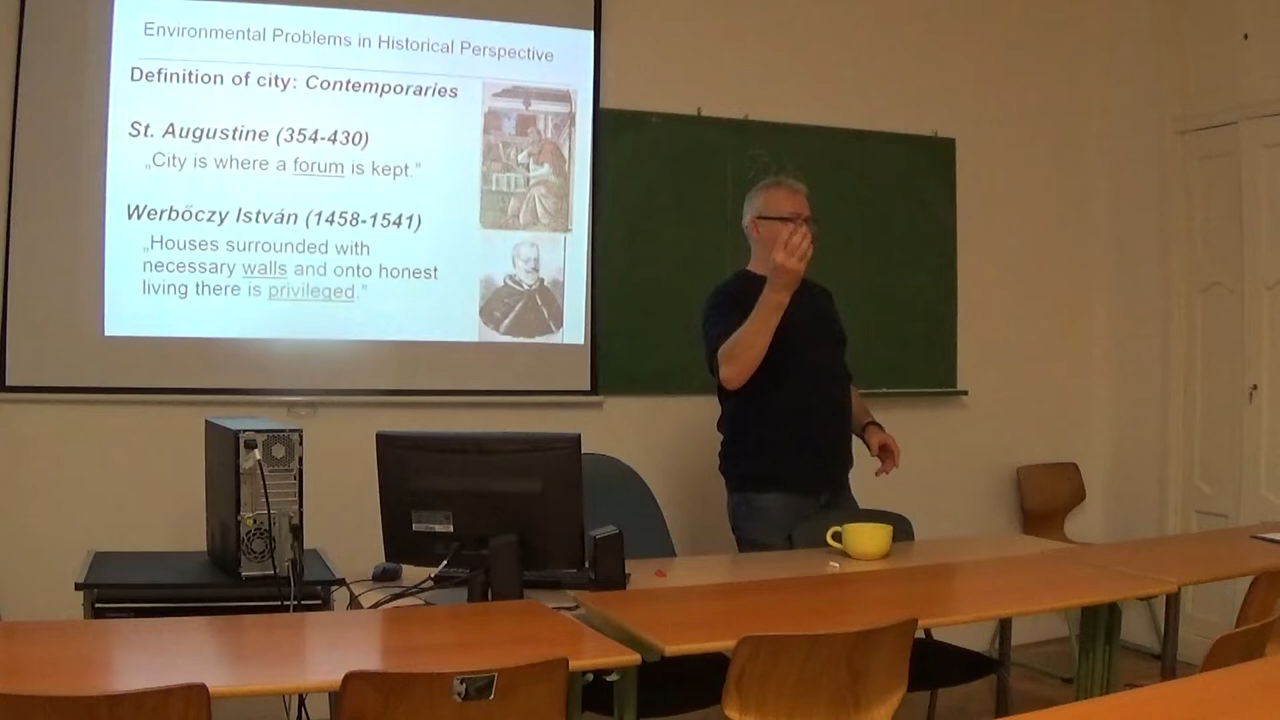 Environmental Problems in Historical Perspective
Definition of city: Contemporaries
St. Augustine (354-430)
„City is where a forum is kept.”
Werbőczy István (1458-1541)
„Houses surrounded with
necessary walls and onto honest
living there is privileged.”